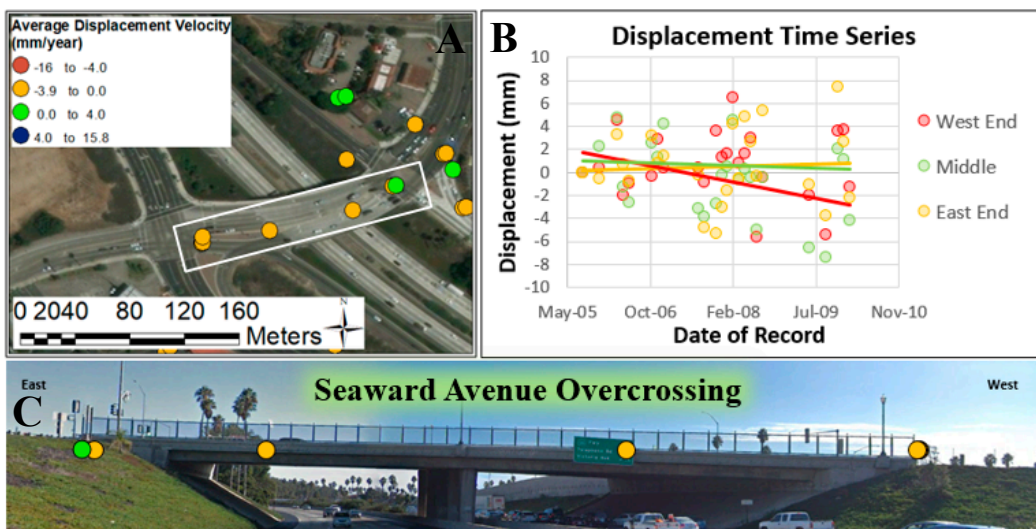 Average Displacement Velocity
(mm/year)
-16 to -4.0
-3.9 to 0.0
0.0 to 4.0
4.0 to 15.8
A
0 2040 80 120 160
Meters
N
B
Displacement Time Series
Displacement (mm)
10
8
6
4
2
0
-2
-4
-6
-8
-10
May-05 Oct-06 Feb-08 Jul-09 Nov-10
Date of Record
West End
Middle
East End
C
East
Seaward Avenue Overcrossing
West